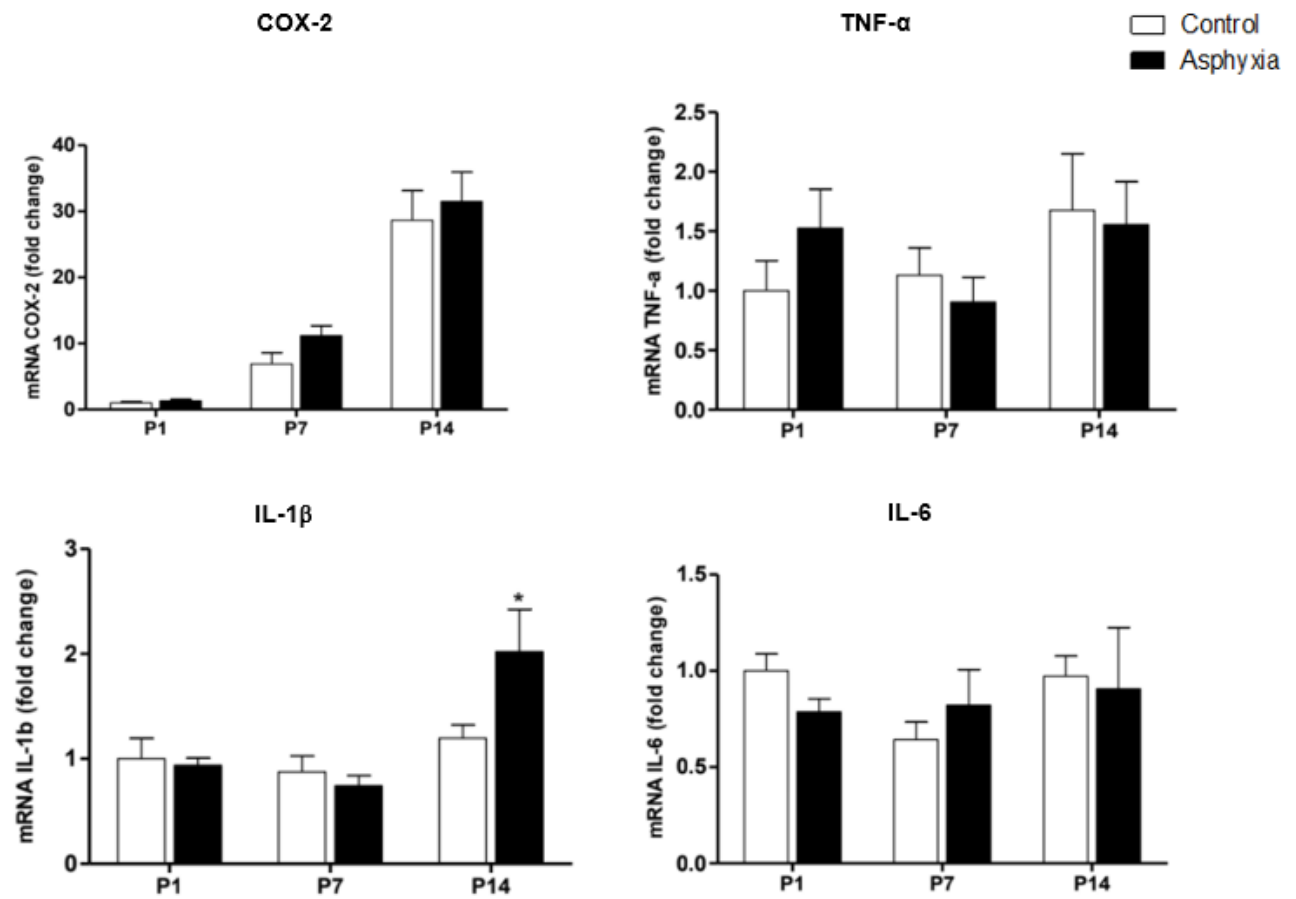 COX-2
TNF-α
Control
Asphyxia
mRNA COX-2 (fold change)
40
30
20
10
0
P1 P7 P14
mRNA TNF-a (fold change)
2.5
2.0
1.5
1.0
0.5
0.0
P1 P7 P14
IL-1β
IL-6
mRNA IL-1b (fold change)
3
2
1
0
*
P1 P7 P14
mRNA IL-6 (fold change)
1.5
1.0
0.5
0.0
P1 P7 P14